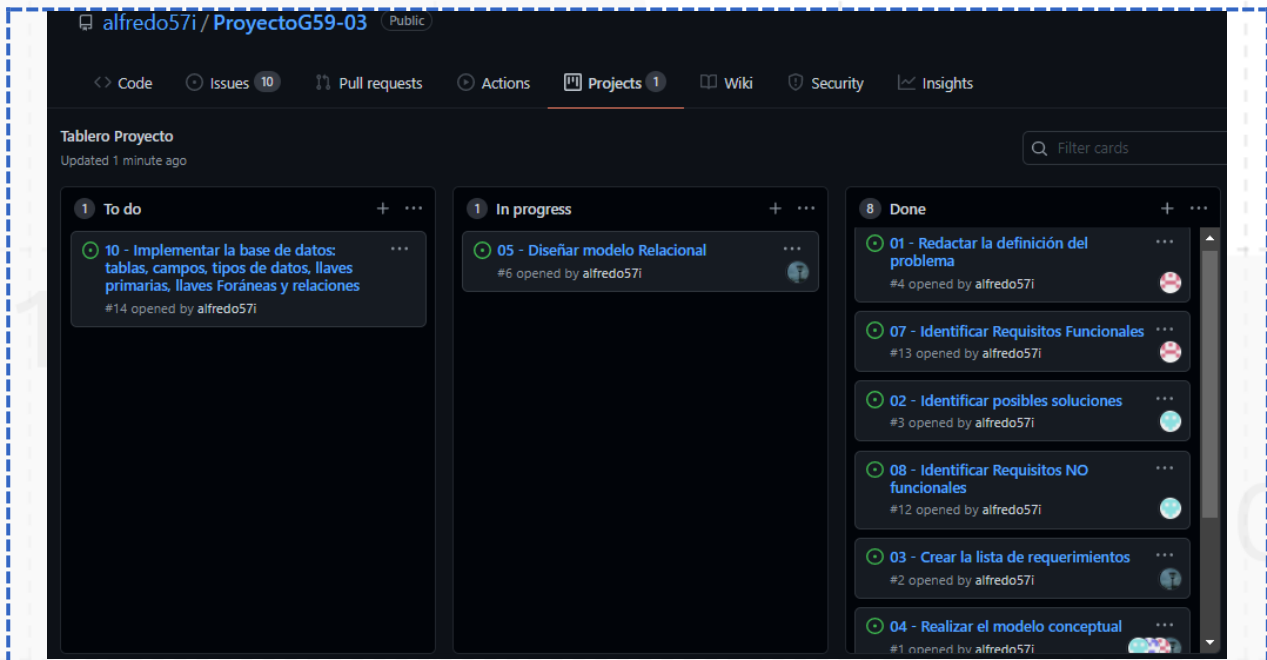 alfredo57i / ProyectoG59-03 Public
Code Issues 10 Pull requests Actions Projects 1 Wiki Security Insights
Tablero Proyecto
Updated 1 minute ago
Filter cards
1 To do
10 - Implementar la base de datos:
tablas, campos, tipos de datos, llaves
primarias, llaves Foráneas y relaciones
#14 opened by alfredo57i
1 In progress
05 - Diseñar modelo Relacional
#6 opened by alfredo57i
8 Done
01 - Redactar la definición del
problema
#4 opened by alfredo57i
07 - Identificar Requisitos Funcionales
#13 opened by alfredo57i
02 - Identificar posibles soluciones
#3 opened by alfredo57i
08 - Identificar Requisitos NO
funcionales
#12 opened by alfredo57i
03 - Crear la lista de requerimientos
#2 opened by alfredo57i
04 - Realizar el modelo conceptual
#1 opened by alfredo57i